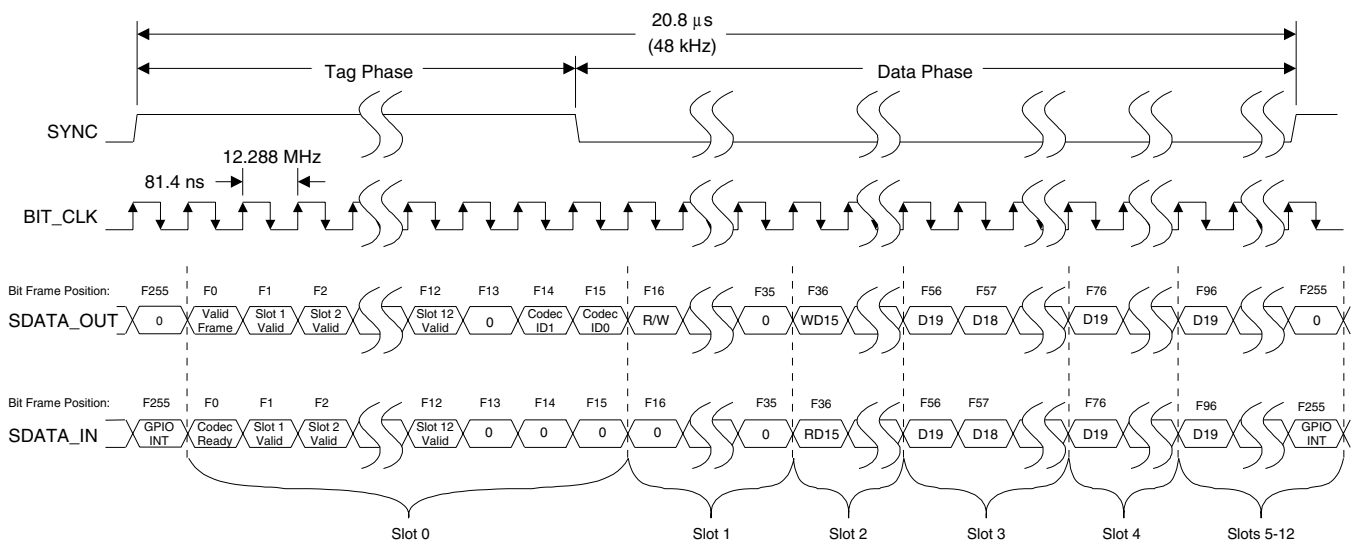 20.8 μs
(48 kHz)
Tag Phase
Data Phase
SYNC
12.288 MHz
81.4 ns
BIT_CLK
Bit Frame Position: F255 F0 F1 F2 F12 F13 F14 F15 F16 F35 F36 F56 F57 F76 F96 F255
SDATA_OUT 0 Valid Frame Slot 1 Valid Slot 2 Valid Slot 12 Valid 0 Codec ID1 Codec ID0 R/W 0 WD15 D19 D18 D19 D19 0
Bit Frame Position: F255 F0 F1 F2 F12 F13 F14 F15 F16 F35 F36 F56 F57 F76 F96 F255
SDATA_IN GPIO INT Codec Ready Slot 1 Valid Slot 2 Valid Slot 12 Valid 0 0 0 0 0 RD15 D19 D18 D19 D19 GPIO INT
Slot 0 Slot 1 Slot 2 Slot 3 Slot 4 Slots 5-12